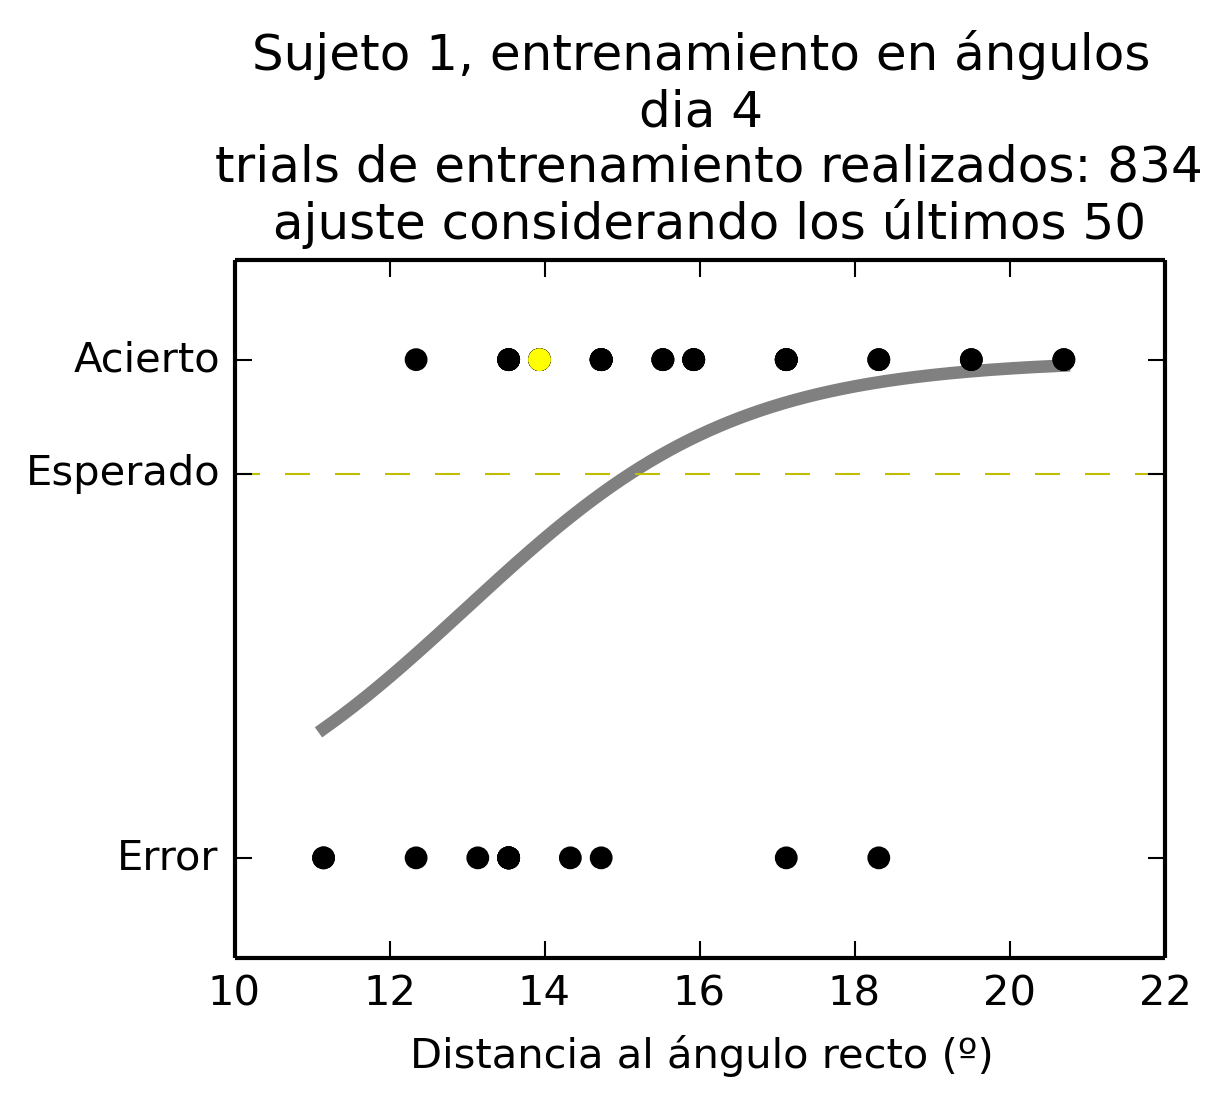 Sujeto 1, entrenamiento en ángulos
dia 4
trials de entrenamiento realizados: 834
ajuste considerando los últimos 50
Acierto
Esperado
Error
10 12 14 16 18 20 22
Distancia al ángulo recto (º)